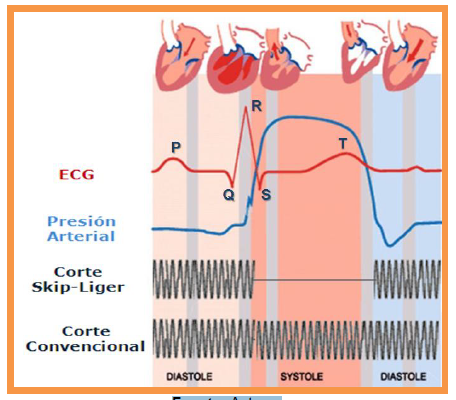 R
P
T
ECG
Q
S
Presión
Arterial
Corte
Skip-Liger
Corte
Convencional
DIASTOLE
SYSTOLE
DIASTOLE